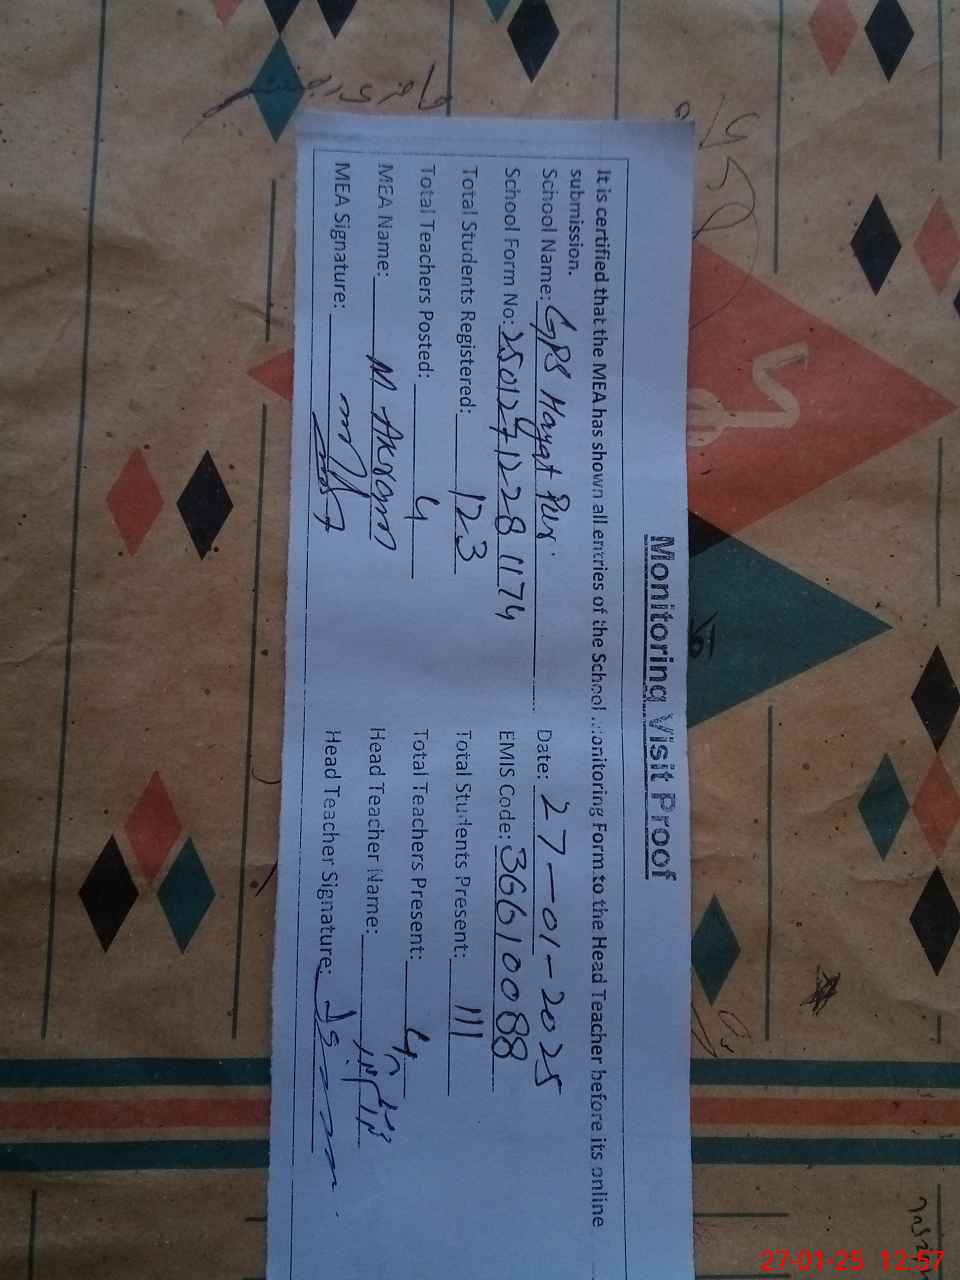 Monitoring Visit Proof
It is certified that the MEA has shown all entries of the School Monitoring Form to the Head Teacher before its online
submission.
School Name: GPS Hayat Pur. Date: 27-01-2025
School Form No: 25012712281174 EMIS Code: 36610088
Total Students Registered: 123 Total Students Present: 111
Total Teachers Posted: 4 Total Teachers Present: 4
MEA Name: M Akram Head Teacher Name:
MEA Signature: Head Teacher Signature:
27-01-25 12:57